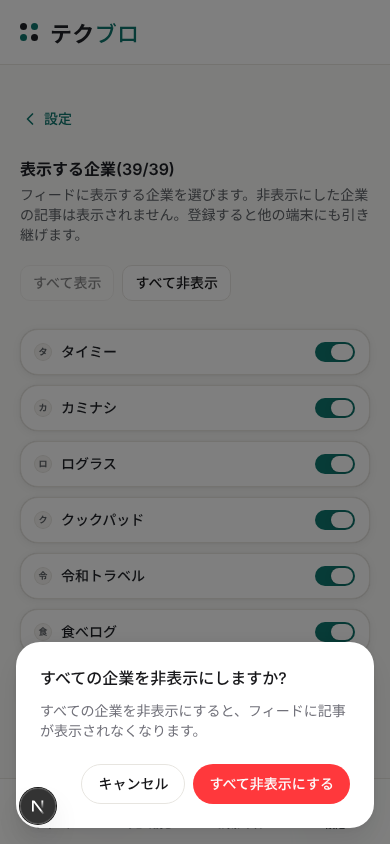 テクブロ
設定
表示する企業(39/39)
フィードに表示する企業を選びます。非表示にした企業
の記事は表示されません。登録すると他の端末にも引き
継げます。
すべて表示
すべて非表示
タ タイミー
カ カミナシ
ロ ログラス
ク クックパッド
令 令和トラベル
食 食べログ
すべての企業を非表示にしますか?
すべての企業を非表示にすると、フィードに記事
が表示されなくなります。
キャンセル
すべて非表示にする
N